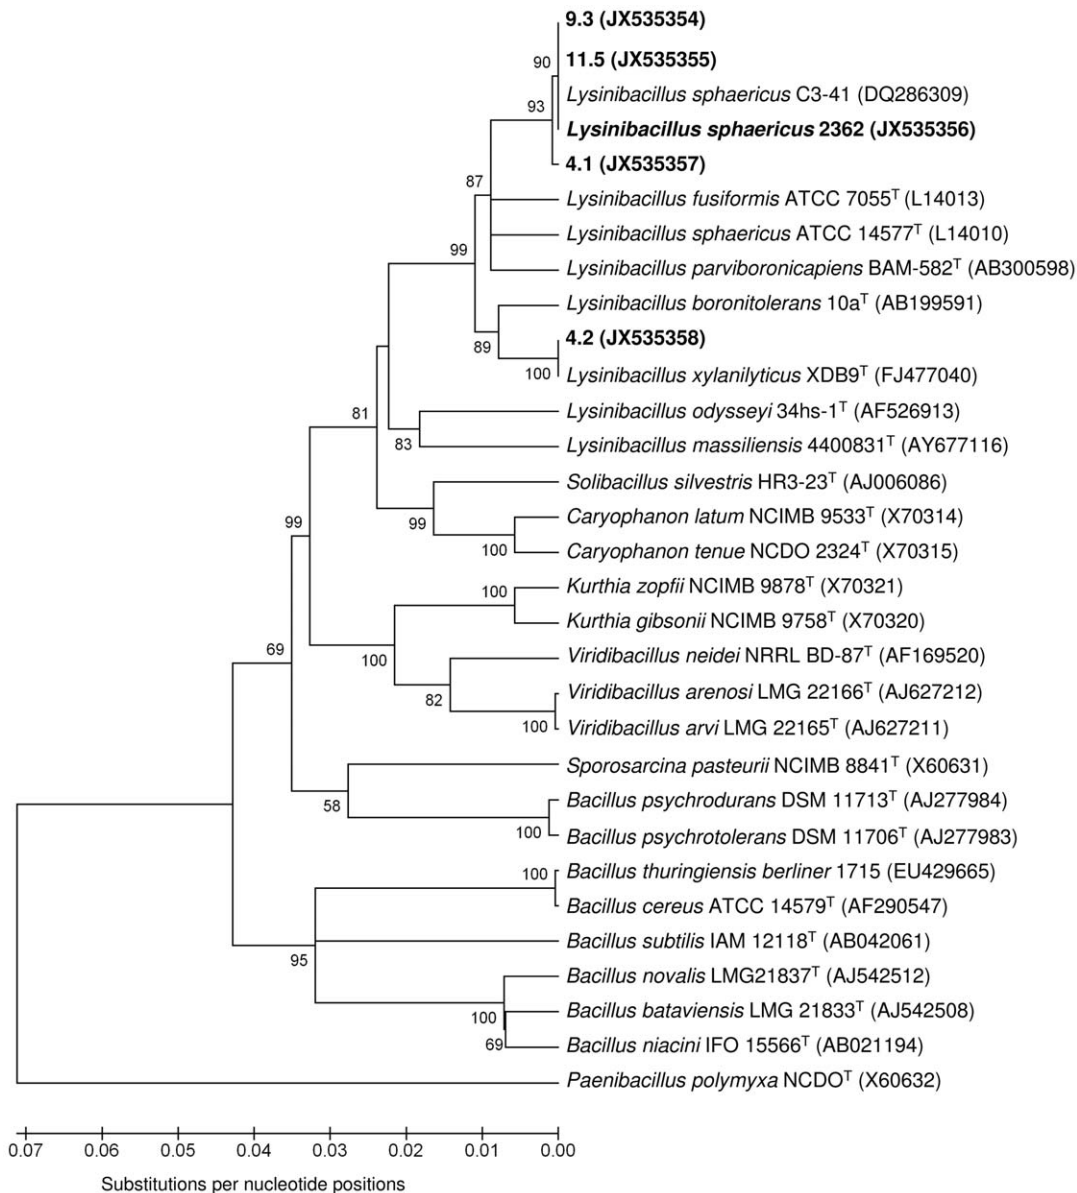 9.3 (JX535354)
90
11.5 (JX535355)
Lysinibacillus sphaericus C3-41 (DQ286309)
93
Lysinibacillus sphaericus 2362 (JX535356)
4.1 (JX535357)
87
Lysinibacillus fusiformis ATCC 7055ᵀ (L14013)
Lysinibacillus sphaericus ATCC 14577ᵀ (L14010)
99
Lysinibacillus parviboronicapiens BAM-582ᵀ (AB300598)
Lysinibacillus boronitolerans 10aᵀ (AB199591)
4.2 (JX535358)
89
100
Lysinibacillus xylanilyticus XDB9ᵀ (FJ477040)
81
Lysinibacillus odysseyi 34hs-1ᵀ (AF526913)
83
Lysinibacillus massiliensis 4400831ᵀ (AY677116)
Solibacillus silvestris HR3-23ᵀ (AJ006086)
99
99
Caryophanon latum NCIMB 9533ᵀ (X70314)
100
Caryophanon tenue NCDO 2324ᵀ (X70315)
100
Kurthia zopfii NCIMB 9878ᵀ (X70321)
Kurthia gibsonii NCIMB 9758ᵀ (X70320)
69
100
Viridibacillus neidei NRRL BD-87ᵀ (AF169520)
82
Viridibacillus arenosi LMG 22166ᵀ (AJ627212)
100
Viridibacillus arvi LMG 22165ᵀ (AJ627211)
Sporosarcina pasteurii NCIMB 8841ᵀ (X60631)
58
Bacillus psychrodurans DSM 11713ᵀ (AJ277984)
100
Bacillus psychrotolerans DSM 11706ᵀ (AJ277983)
100
Bacillus thuringiensis berliner 1715 (EU429665)
Bacillus cereus ATCC 14579ᵀ (AF290547)
Bacillus subtilis IAM 12118ᵀ (AB042061)
95
Bacillus novalis LMG21837ᵀ (AJ542512)
Bacillus bataviensis LMG 21833ᵀ (AJ542508)
100
69
Bacillus niacini IFO 15566ᵀ (AB021194)
Paenibacillus polymyxa NCDOᵀ (X60632)
0.07 0.06 0.05 0.04 0.03 0.02 0.01 0.00
Substitutions per nucleotide positions